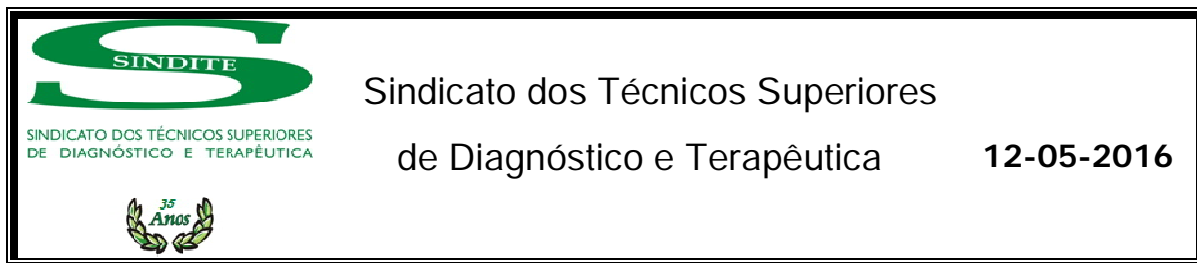 SINDITE
SINDICATO DOS TÉCNICOS SUPERIORES
DE DIAGNÓSTICO E TERAPÊUTICA
35
Anos
Sindicato dos Técnicos Superiores
de Diagnóstico e Terapêutica
12-05-2016